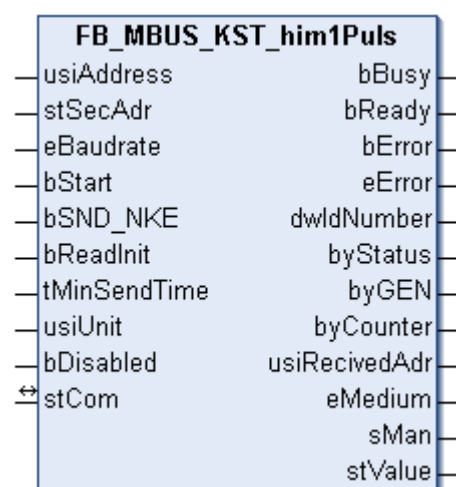 FB_MBUS_KST_him1Puls
usiAddress bBusy
stSecAdr bReady
eBaudrate bError
bStart eError
bSND_NKE dwIdNumber
bReadInit byStatus
tMinSendTime byGEN
usiUnit byCounter
bDisabled usiRecivedAdr
stCom eMedium
sMan
stValue